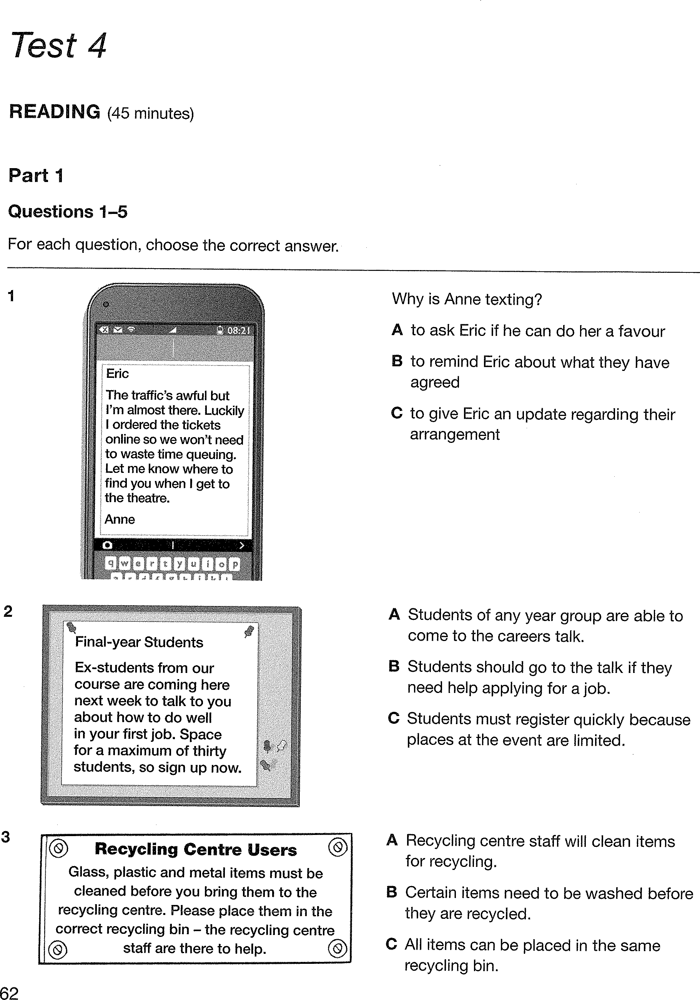 Test 4
READING (45 minutes)
Part 1
Questions 1–5
For each question, choose the correct answer.
1
08:21
Eric
The traffic's awful but
I'm almost there. Luckily
I ordered the tickets
online so we won't need
to waste time queuing.
Let me know where to
find you when I get to
the theatre.
Anne
q w e r t y u i o p
Why is Anne texting?
A to ask Eric if he can do her a favour
B to remind Eric about what they have
agreed
C to give Eric an update regarding their
arrangement
2
Final-year Students
Ex-students from our
course are coming here
next week to talk to you
about how to do well
in your first job. Space
for a maximum of thirty
students, so sign up now.
A Students of any year group are able to
come to the careers talk.
B Students should go to the talk if they
need help applying for a job.
C Students must register quickly because
places at the event are limited.
3
Recycling Centre Users
Glass, plastic and metal items must be
cleaned before you bring them to the
recycling centre. Please place them in the
correct recycling bin – the recycling centre
staff are there to help.
A Recycling centre staff will clean items
for recycling.
B Certain items need to be washed before
they are recycled.
C All items can be placed in the same
recycling bin.
62